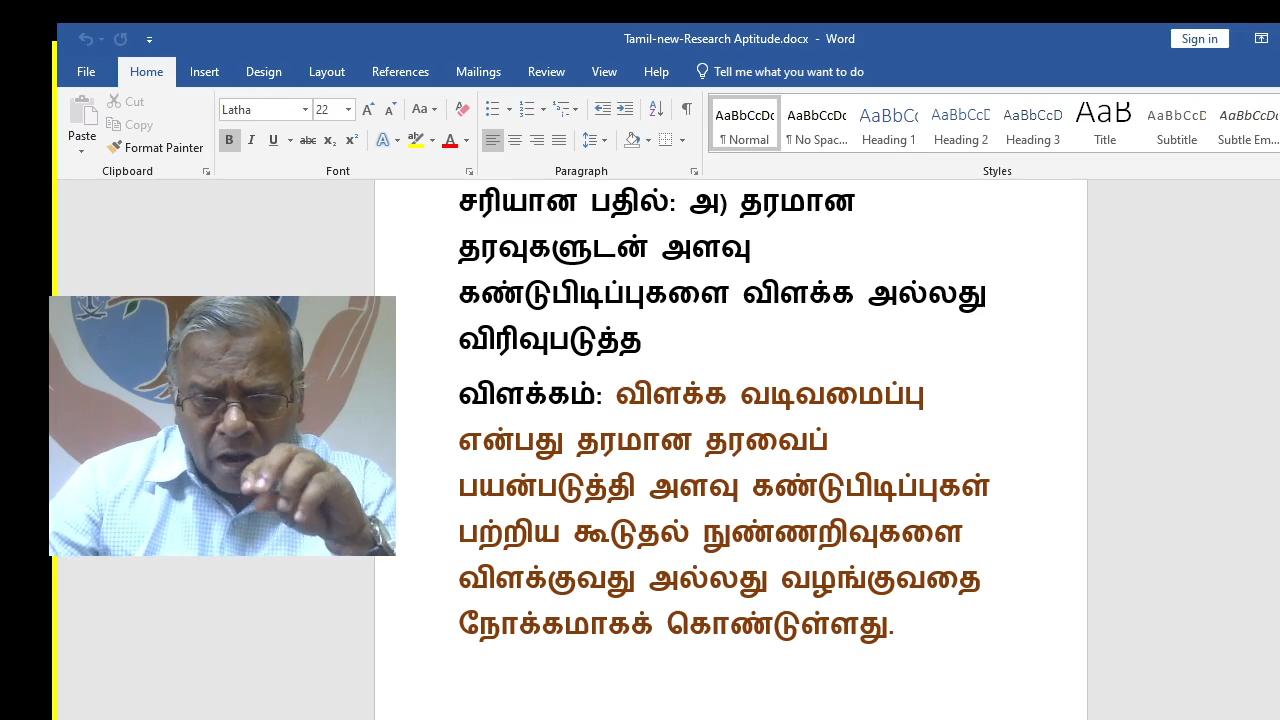 Tamil-new-Research Aptitude.docx - Word
Sign in
File Home Insert Design Layout References Mailings Review View Help Tell me what you want to do
Paste
Cut
Copy
Format Painter
Clipboard
Latha 22
Font
Paragraph
AaBbCcDc ¶ Normal
AaBbCcDc ¶ No Spac...
AaBbCc Heading 1
AaBbCcD Heading 2
AaBbCcD Heading 3
AaB Title
AaBbCcD Subtitle
AaBbCcD Subtle Em...
Styles
சரியான பதில்: அ) தரமான
தரவுகளுடன் அளவு
கண்டுபிடிப்புகளை விளக்க அல்லது
விரிவுபடுத்த
விளக்கம்: விளக்க வடிவமைப்பு
என்பது தரமான தரவைப்
பயன்படுத்தி அளவு கண்டுபிடிப்புகள்
பற்றிய கூடுதல் நுண்ணறிவுகளை
விளக்குவது அல்லது வழங்குவதை
நோக்கமாகக் கொண்டுள்ளது.